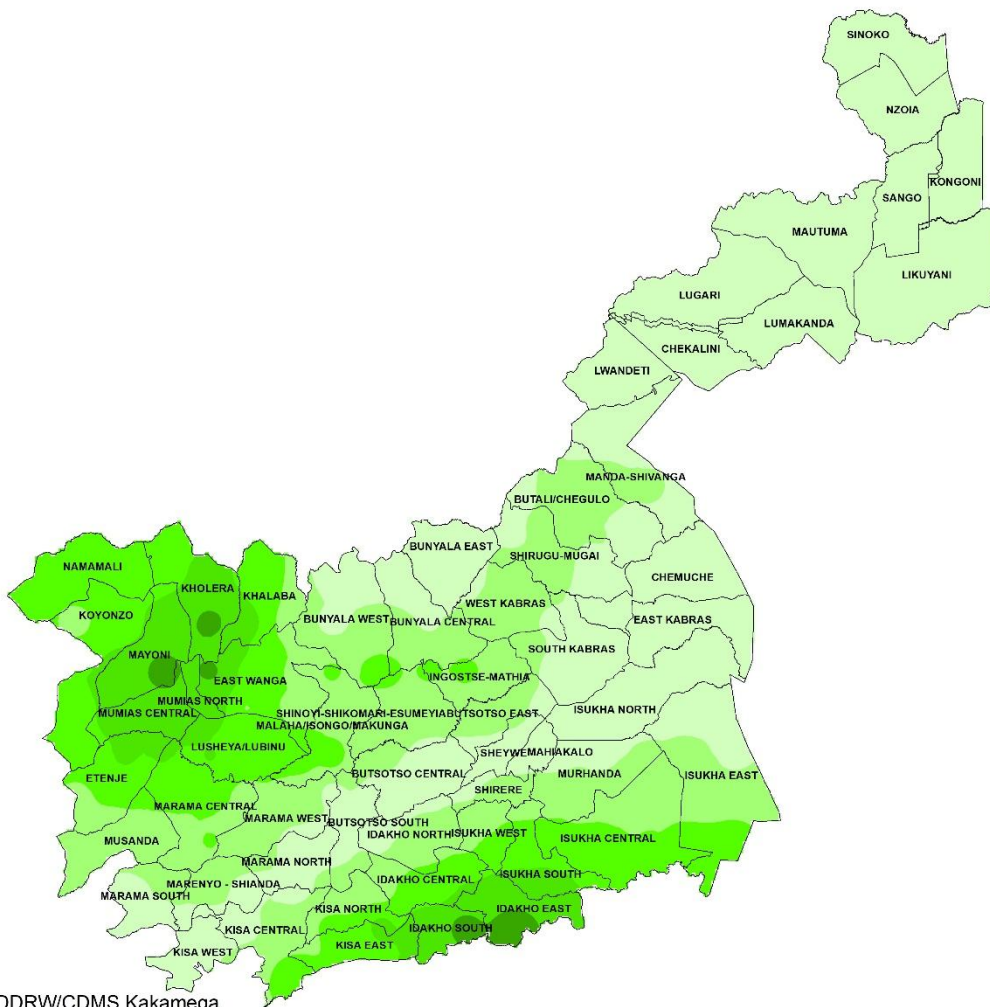 SINOKO
NZOIA
KONGONI
SANGO
MAUTUMA
LIKUYANI
LUGARI
LUMAKANDA
CHEKALINI
LWANDETI
MANDA-SHIVANGA
BUTALI/CHEGULO
BUNYALA EAST
SHIRUGU-MUGAI
NAMAMALI
CHEMUCHE
KHOLERA
KHALABA
WEST KABRAS
KOYONZO
BUNYALA WEST
BUNYALA CENTRAL
EAST KABRAS
SOUTH KABRAS
MAYONI
EAST WANGA
INGOSTSE-MATHIA
MUMIAS NORTH
ISUKHA NORTH
MUMIAS CENTRAL
SHINOYI-SHIKOMARI-ESUMEYIA
BUTSOTSO EAST
MALAHA/ISONGO/MAKUNGA
LUSHEYA/LUBINU
SHEYWE
MAHIAKALO
BUTSOTSO CENTRAL
MURHANDA
ISUKHA EAST
ETENJE
SHIRERE
MARAMA CENTRAL
MARAMA WEST
BUTSOTSO SOUTH
IDAKHO NORTH
ISUKHA WEST
ISUKHA CENTRAL
MUSANDA
MARAMA NORTH
ISUKHA SOUTH
IDAKHO CENTRAL
MARENYO - SHIANDA
MARAMA SOUTH
KISA NORTH
IDAKHO EAST
IDAKHO SOUTH
KISA CENTRAL
KISA EAST
KISA WEST
DDRW/CDMS Kakamega